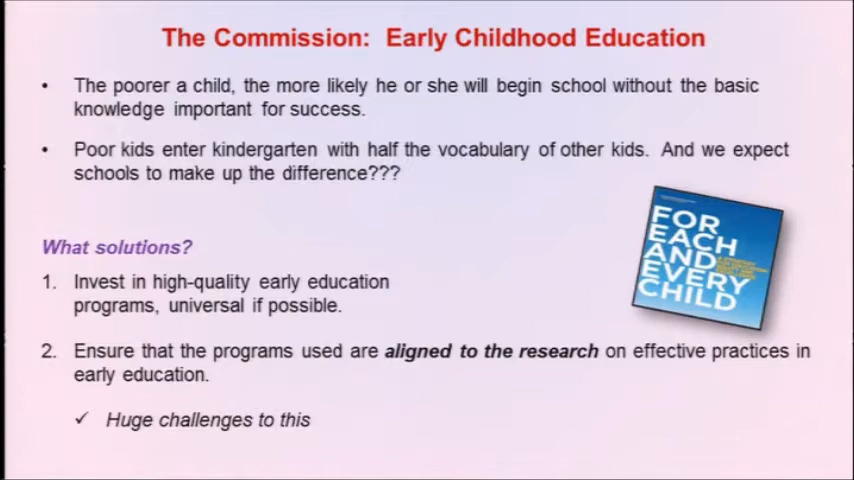 The Commission: Early Childhood Education
• The poorer a child, the more likely he or she will begin school without the basic
knowledge important for success.
• Poor kids enter kindergarten with half the vocabulary of other kids. And we expect
schools to make up the difference???
What solutions?
1. Invest in high-quality early education
programs, universal if possible.
2. Ensure that the programs used are aligned to the research on effective practices in
early education.
✓ Huge challenges to this
FOR
EACH
AND
EVERY
CHILD